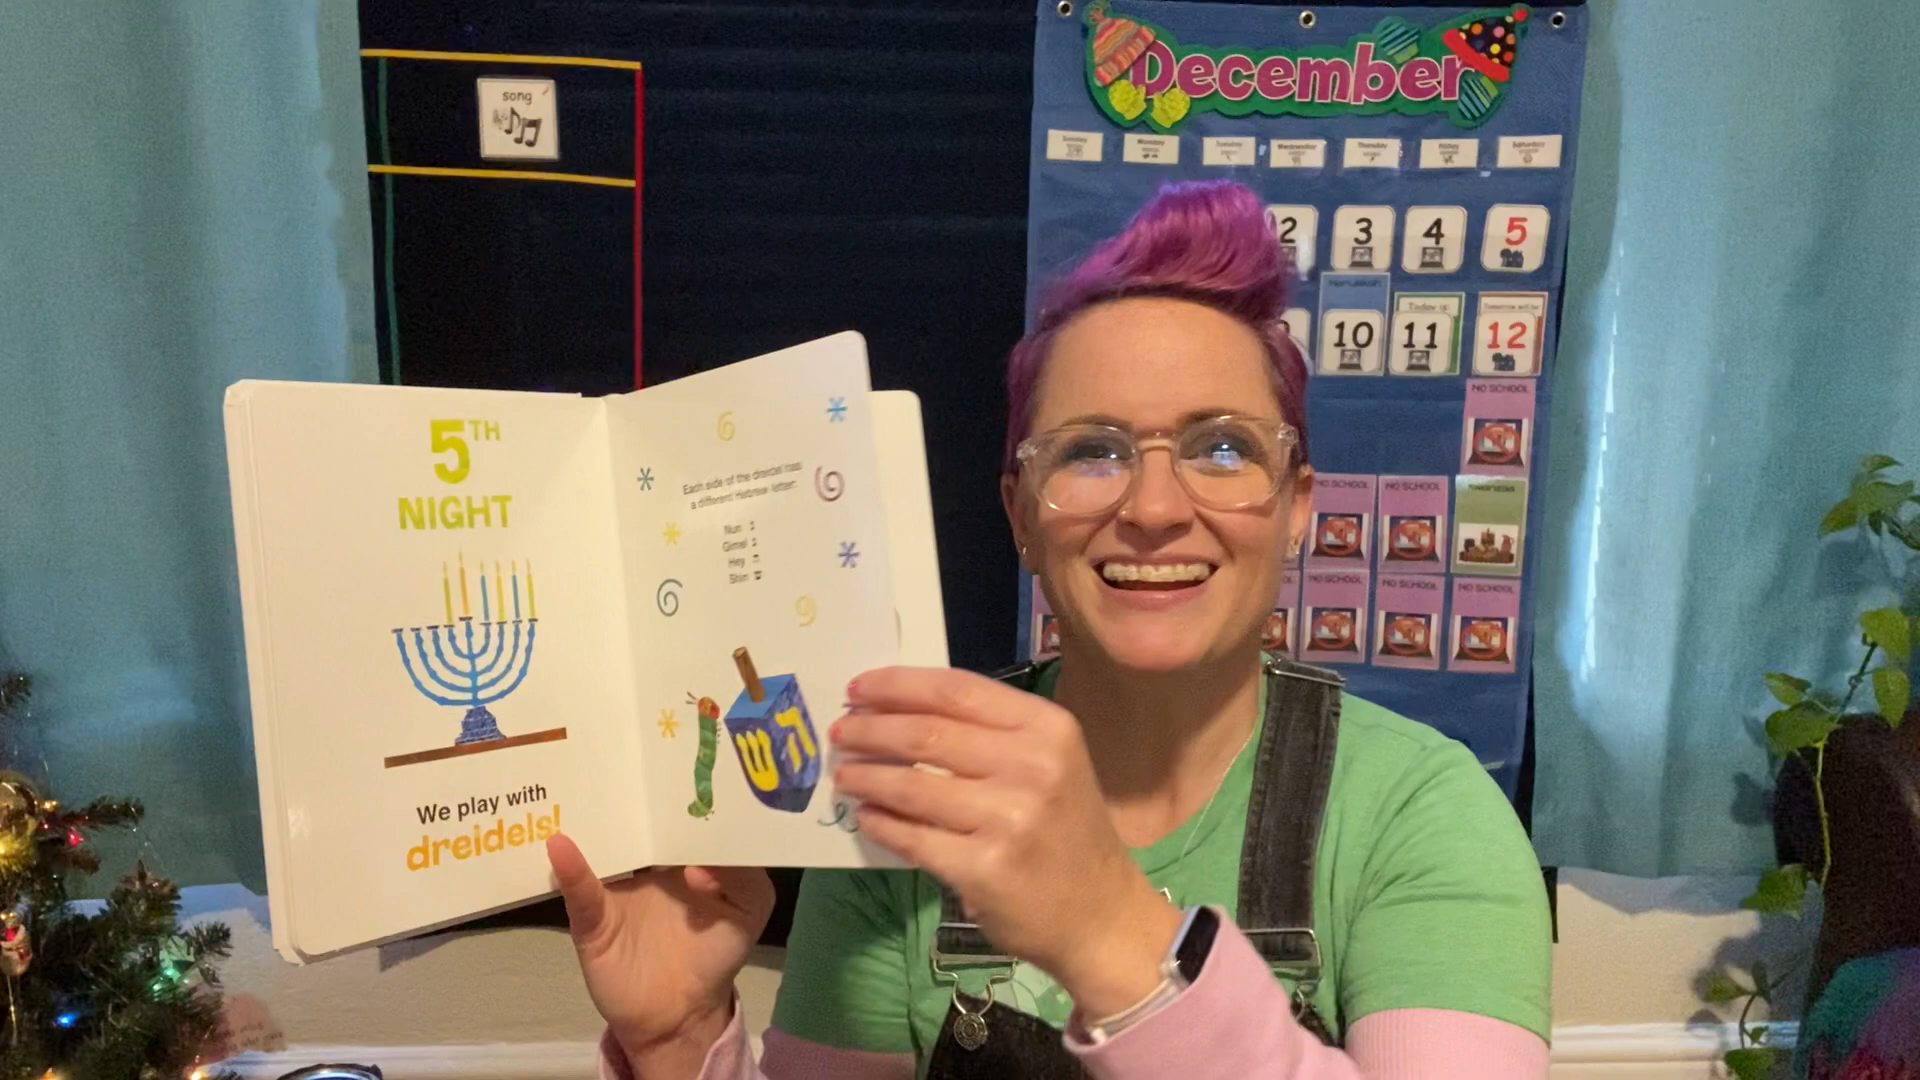 song
December
Sunday
Monday
Tuesday
Wednesday
Thursday
Friday
Saturday
2
3
4
5
Hanukkah
Today is
Tomorrow will be
10
11
12
NO SCHOOL
NO SCHOOL
NO SCHOOL
NO SCHOOL
NO SCHOOL
NO SCHOOL
5TH
NIGHT
We play with
dreidels!
Each side of the dreidel has
a different Hebrew letter:
Nun נ
Gimel ג
Hey ה
Shin ש
ש ה